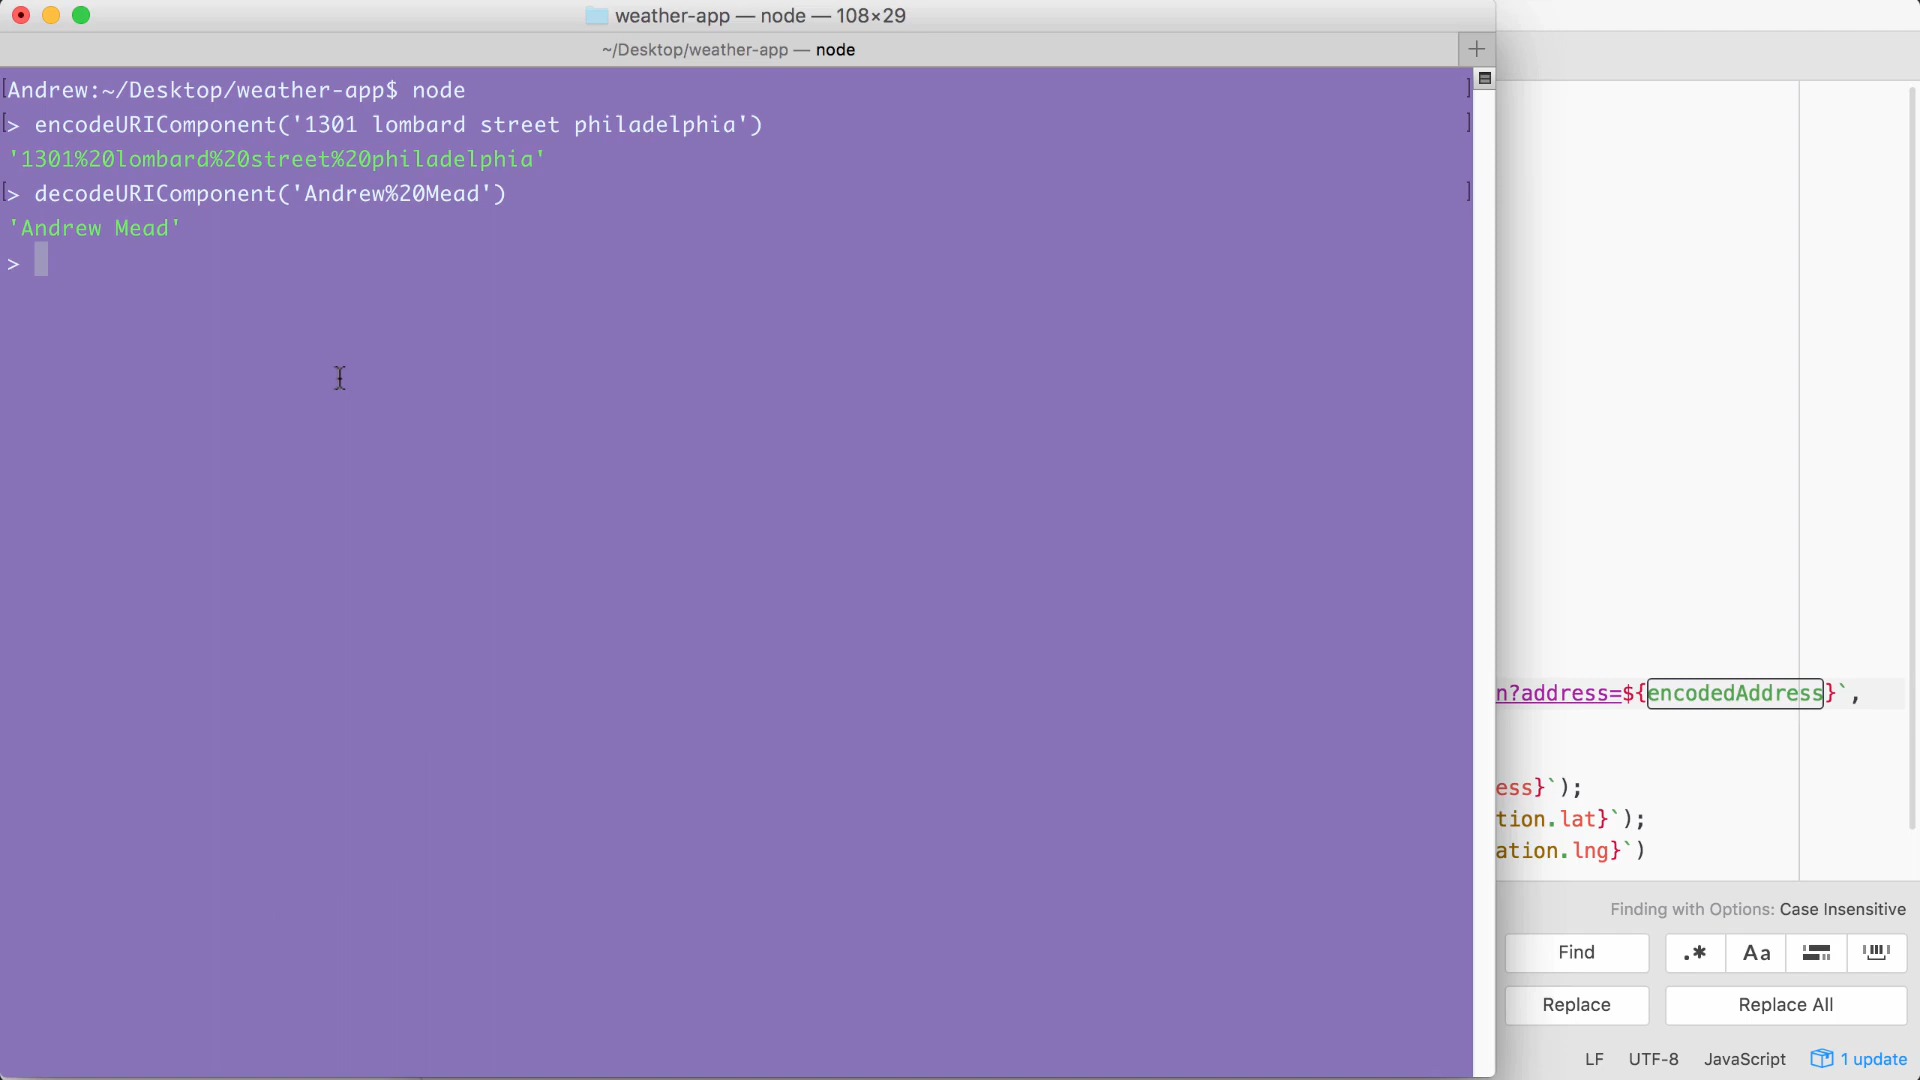 weather-app — node — 108×29
~/Desktop/weather-app — node
Andrew:~/Desktop/weather-app$ node
> encodeURIComponent('1301 lombard street philadelphia')
'1301%20lombard%20street%20philadelphia'
> decodeURIComponent('Andrew%20Mead')
'Andrew Mead'
>
n?address=${encodedAddress}`,
ess}`);
tion.lat}`);
ation.lng}`)
Finding with Options: Case Insensitive
Find
.*
Aa
Replace
Replace All
LF UTF-8 JavaScript 1 update